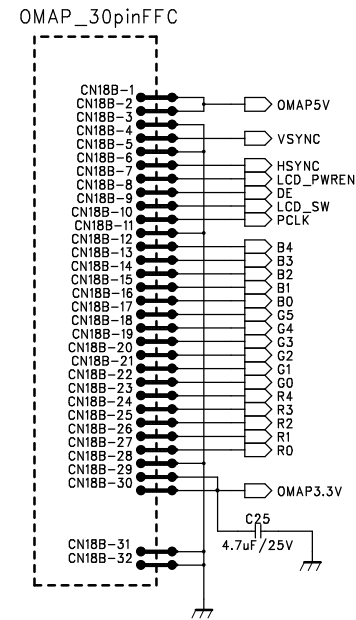 OMAP_30pinFFC
CN18B-1
CN18B-2
OMAP5V
CN18B-3
CN18B-4
VSYNC
CN18B-5
CN18B-6
HSYNC
CN18B-7
LCD_PWREN
CN18B-8
DE
CN18B-9
LCD_SW
CN18B-10
PCLK
CN18B-11
CN18B-12
B4
CN18B-13
B3
CN18B-14
B2
CN18B-15
B1
CN18B-16
B0
CN18B-17
G5
CN18B-18
G4
CN18B-19
G3
CN18B-20
G2
CN18B-21
G1
CN18B-22
G0
CN18B-23
R4
CN18B-24
R3
CN18B-25
R2
CN18B-26
R1
CN18B-27
R0
CN18B-28
CN18B-29
CN18B-30
OMAP3.3V
C25
4.7uF/25V
CN18B-31
CN18B-32